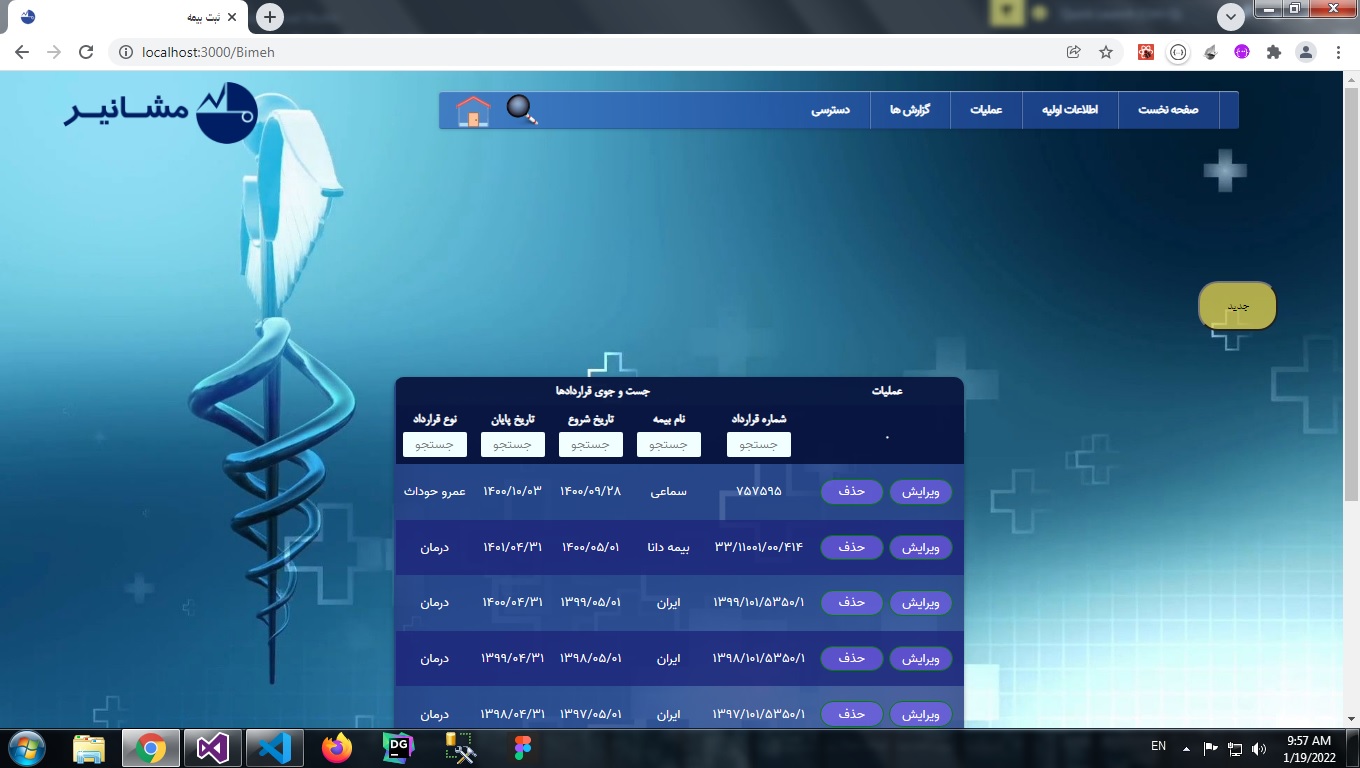 ثبت بیمه
localhost:3000/Bimeh
مشانیر
صفحه نخست اطلاعات اولیه عملیات گزارش ها دسترسی
جدید
عملیات جست و جوی قراردادها
شماره قرارداد نام بیمه تاریخ شروع تاریخ پایان نوع قرارداد
. جستجو جستجو جستجو جستجو جستجو
ویرایش حذف ۷۵۷۵۹۵ سماعی ۱۴۰۰/۰۹/۲۸ ۱۴۰۰/۱۰/۰۳ عمرو حوداث
ویرایش حذف ۳۳/۱۱۰۰۱/۰۰/۴۱۴ بیمه دانا ۱۴۰۰/۰۵/۰۱ ۱۴۰۱/۰۴/۳۱ درمان
ویرایش حذف ۱۳۹۹/۱۰۱/۵۳۵۰/۱ ایران ۱۳۹۹/۰۵/۰۱ ۱۴۰۰/۰۴/۳۱ درمان
ویرایش حذف ۱۳۹۸/۱۰۱/۵۳۵۰/۱ ایران ۱۳۹۸/۰۵/۰۱ ۱۳۹۹/۰۴/۳۱ درمان
ویرایش حذف ۱۳۹۷/۱۰۱/۵۳۵۰/۱ ایران ۱۳۹۷/۰۵/۰۱ ۱۳۹۸/۰۴/۳۱ درمان
DG
EN
9:57 AM
1/19/2022